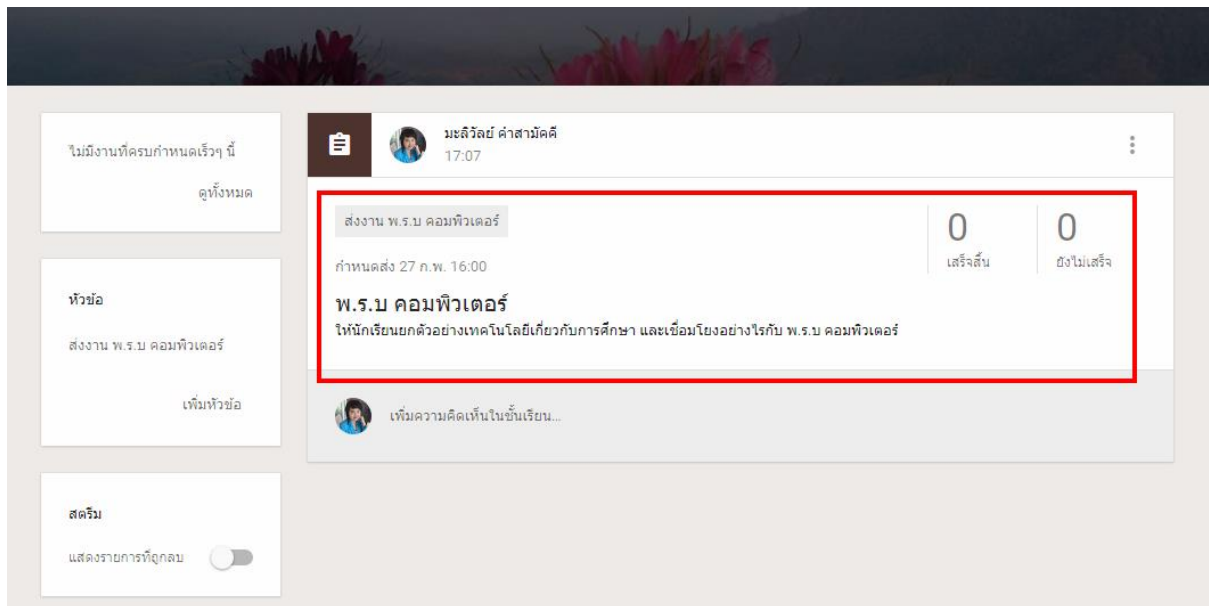 ไม่มีงานที่ครบกำหนดเร็วๆ นี้
ดูทั้งหมด
หัวข้อ
ส่งงาน พ.ร.บ คอมพิวเตอร์
เพิ่มหัวข้อ
สตรีม
แสดงรายการที่ถูกลบ
มะลิวัลย์ คำสามัคคี
17:07
ส่งงาน พ.ร.บ คอมพิวเตอร์
0
เสร็จสิ้น
0
ยังไม่เสร็จ
กำหนดส่ง 27 ก.พ. 16:00
พ.ร.บ คอมพิวเตอร์
ให้นักเรียนยกตัวอย่างเทคโนโลยีเกี่ยวกับการศึกษา และเชื่อมโยงอย่างไรกับ พ.ร.บ คอมพิวเตอร์
เพิ่มความคิดเห็นในชั้นเรียน...